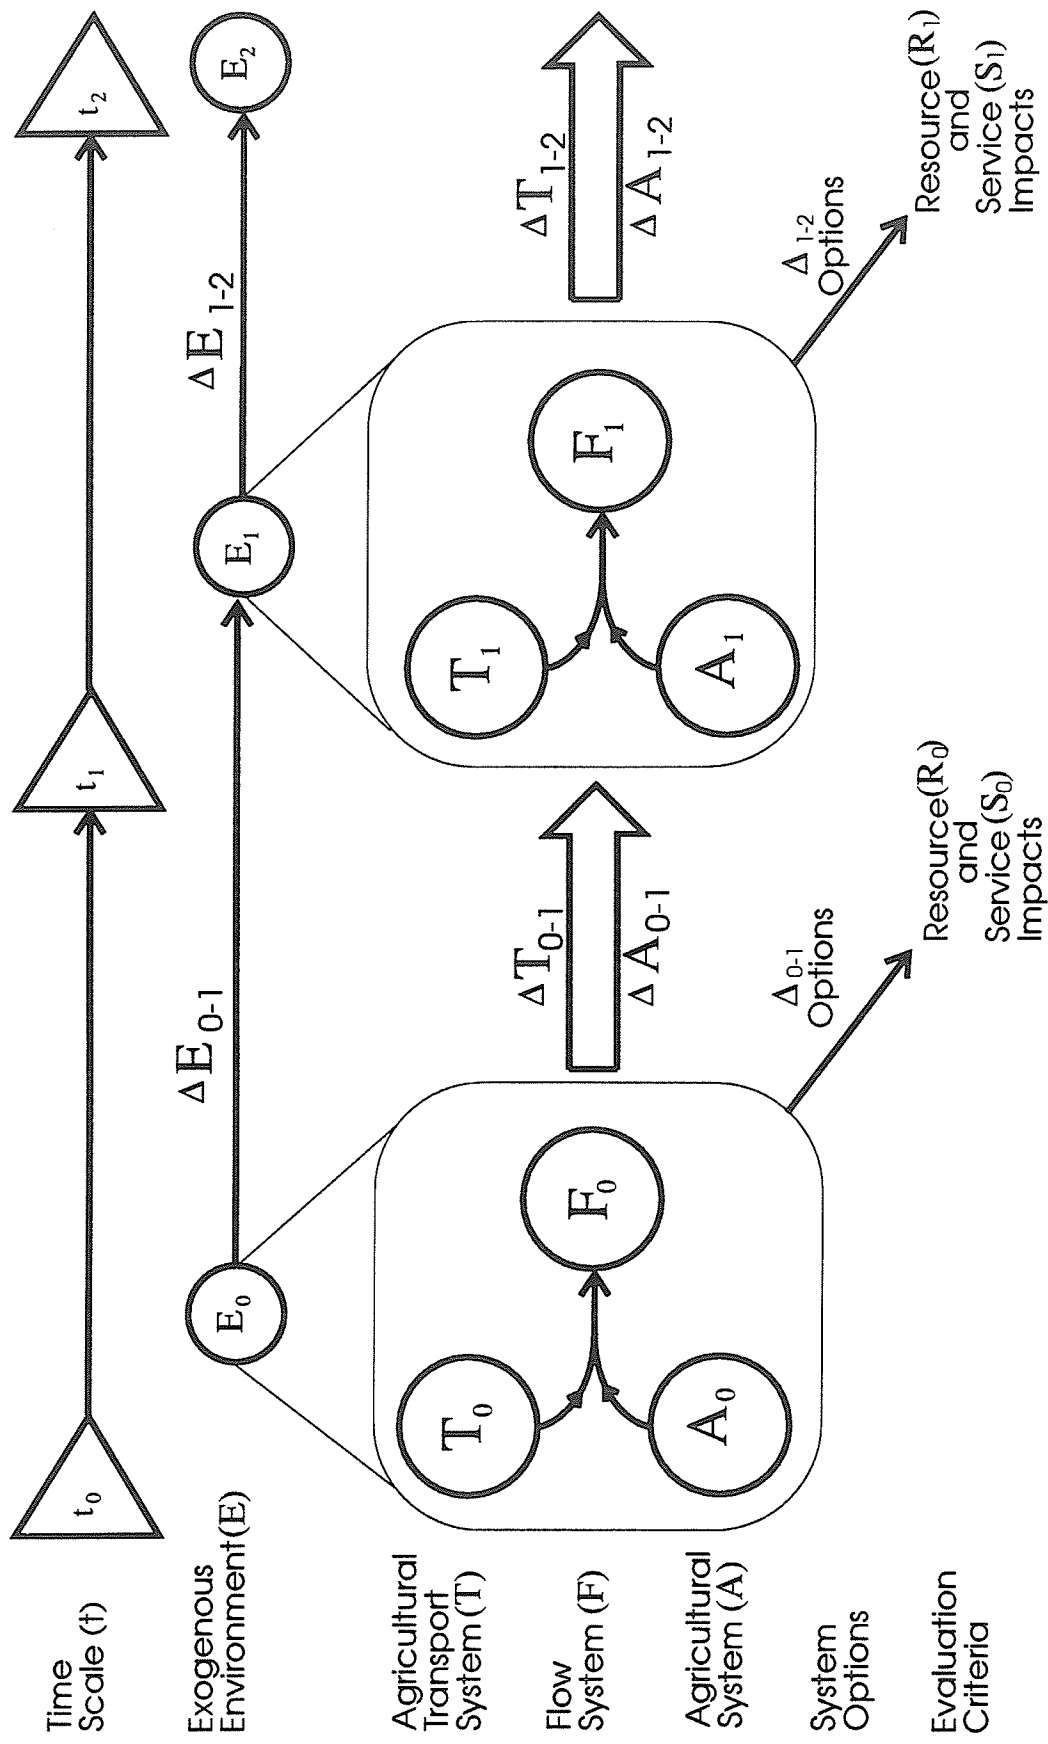 Time
Scale (t)
t₀
t₁
t₂
Exogenous
Environment (E)
E₀
ΔE₀₋₁
E₁
ΔE₁₋₂
E₂
Agricultural
Transport
System (T)
T₀
T₁
ΔT₀₋₁
ΔT₁₋₂
Flow
System (F)
F₀
F₁
ΔA₀₋₁
ΔA₁₋₂
Agricultural
System (A)
A₀
A₁
System
Options
Δ₀₋₁
Options
Δ₁₋₂
Options
Evaluation
Criteria
Resource (R₀)
and
Service (S₀)
Impacts
Resource (R₁)
and
Service (S₁)
Impacts